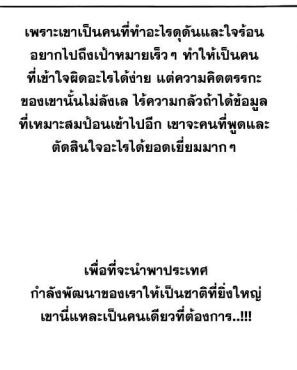 เพราะเขาเป็นคนที่ทำอะไรดุดันและใจร้อน
อยากไปถึงเป้าหมายเร็วๆ ทำให้เป็นคน
ที่เข้าใจผิดอะไรได้ง่าย แต่ความคิดตรรกะ
ของเขานั้นไม่ลังเล ไร้ความกลัวถ้าได้ข้อมูล
ที่เหมาะสมป้อนเข้าไปอีก เขาจะคนที่พูดและ
ตัดสินใจอะไรได้ยอดเยี่ยมมากๆ
เพื่อที่จะนำพาประเทศ
กำลังพัฒนาของเราให้เป็นชาติที่ยิ่งใหญ่
เขานี่แหละเป็นคนเดียวที่ต้องการ..!!!